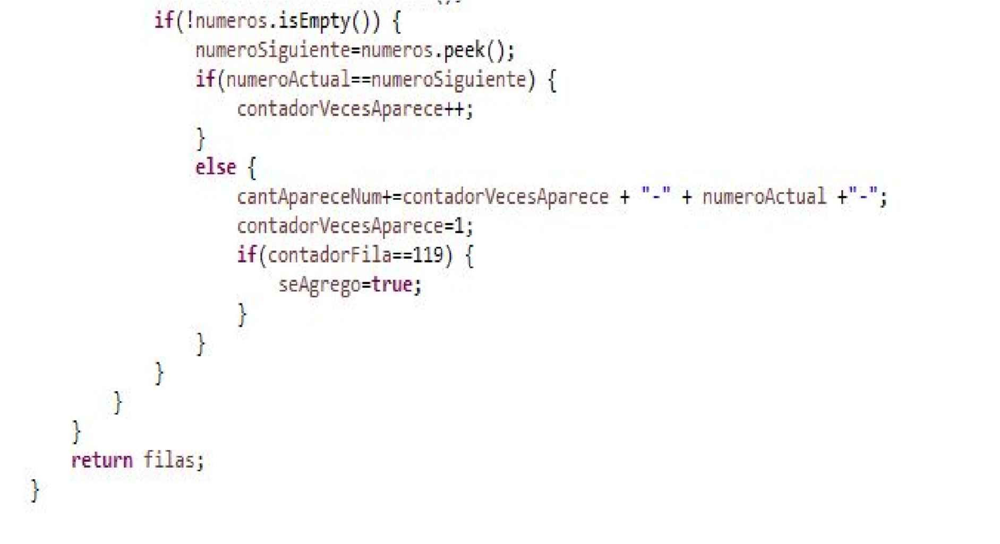 if(!numeros.isEmpty()) {
numeroSiguiente=numeros.peek();
if(numeroActual==numeroSiguiente) {
contadorVecesAparece++;
}
else {
cantApareceNum+=contadorVecesAparece + "-" + numeroActual +"-";
contadorVecesAparece=1;
if(contadorFila==119) {
seAgrego=true;
}
}
}
}
}
return filas;
}